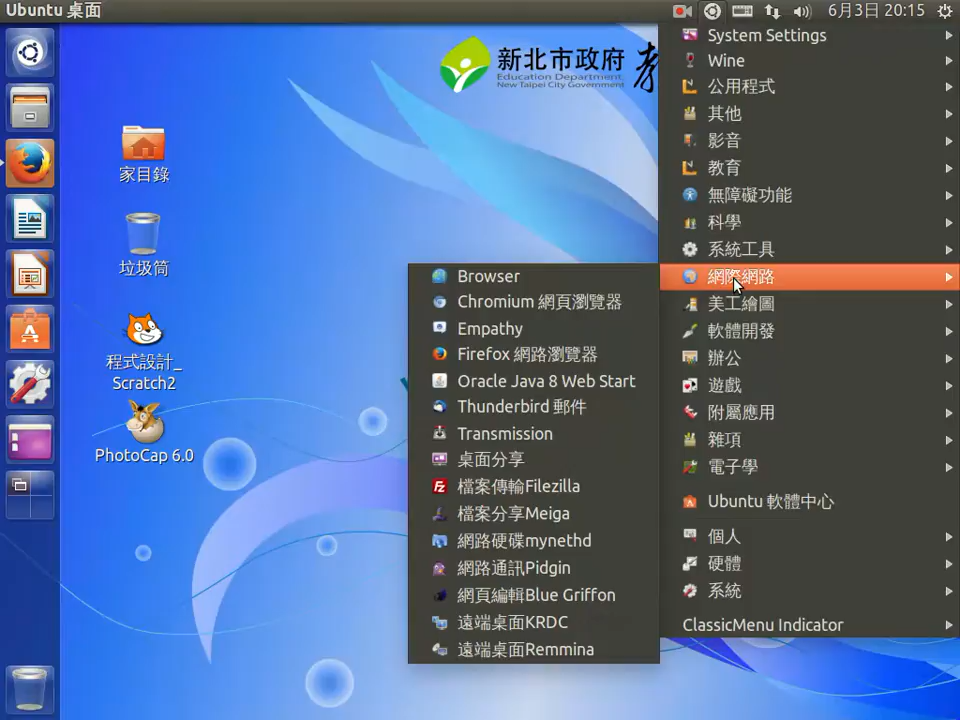 Ubuntu 桌面
6月3日 20:15
新北市政府
Education Department,
New Taipei City Government
家目錄
垃圾筒
程式設計_
Scratch2
PhotoCap 6.0
Browser
Chromium 網頁瀏覽器
Empathy
Firefox 網路瀏覽器
Oracle Java 8 Web Start
Thunderbird 郵件
Transmission
桌面分享
檔案傳輸Filezilla
檔案分享Meiga
網路硬碟mynethd
網路通訊Pidgin
網頁編輯Blue Griffon
遠端桌面KRDC
遠端桌面Remmina
System Settings
Wine
公用程式
其他
影音
教育
無障礙功能
科學
系統工具
網際網路
美工繪圖
軟體開發
辦公
遊戲
附屬應用
雜項
電子學
Ubuntu 軟體中心
個人
硬體
系統
ClassicMenu Indicator